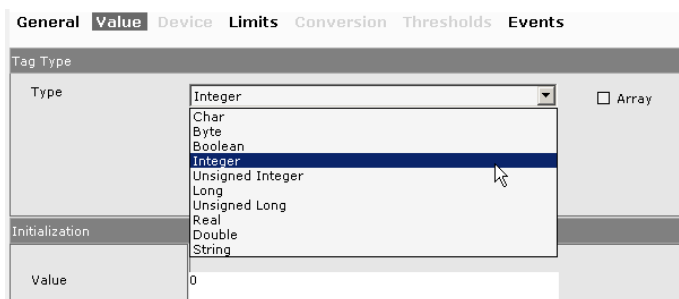 General Value Device Limits Conversion Thresholds Events
Tag Type
Type Integer Array
Char
Byte
Boolean
Integer
Unsigned Integer
Long
Unsigned Long
Real
Double
String
Initialization
Value 0